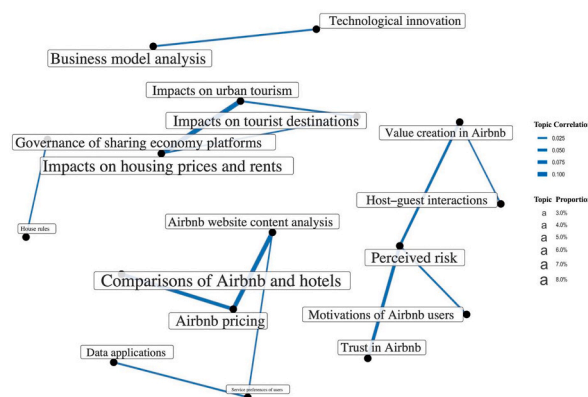 Technological innovation
Business model analysis
Impacts on urban tourism
Impacts on tourist destinations
Governance of sharing economy platforms
Impacts on housing prices and rents
House rules
Value creation in Airbnb
Host–guest interactions
Airbnb website content analysis
Perceived risk
Comparisons of Airbnb and hotels
Airbnb pricing
Motivations of Airbnb users
Trust in Airbnb
Data applications
Service preferences of users
Topic Correlation
0.025
0.050
0.075
0.100
Topic Proportion
a 3.0%
a 4.0%
a 5.0%
a 6.0%
a 7.0%
a 8.0%